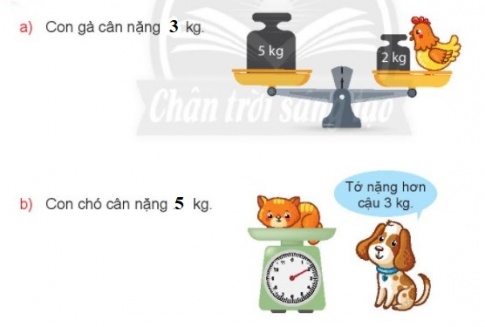 a) Con gả cân nặng 3 kg.
5 kg
2 kg
Chân trời sáng tạo
Tớ nặng hơn
cậu 3 kg.
b) Con chó cân nặng 5 kg.